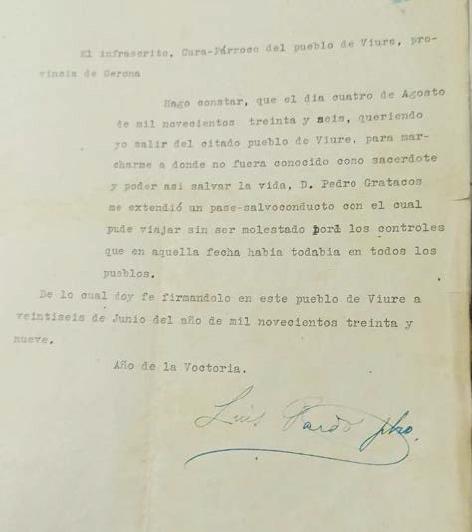 El infrascrito, Cura-Párroco del pueblo de Viure, pro-
vincia de Gerona
Hago constar, que el dia cuatro de Agosto
de mil novecientos treinta y seis, queriendo
yo salir del citado pueblo de Viure, para mar-
charme a donde no fuera conocido como sacerdote
y poder asi salvar la vida, D. Pedro Gratacos
me extendió un pase-salvoconducto con el cual
pude viajar sin ser molestado por los controles
que en aquella fecha habia todabia en todos los
pueblos.
De lo cual doy fe firmandolo en este pueblo de Viure a
veintiseis de Junio del año de mil novecientos treinta y
nueve.
Año de la Voctoria.
Luis Pardo pbo.